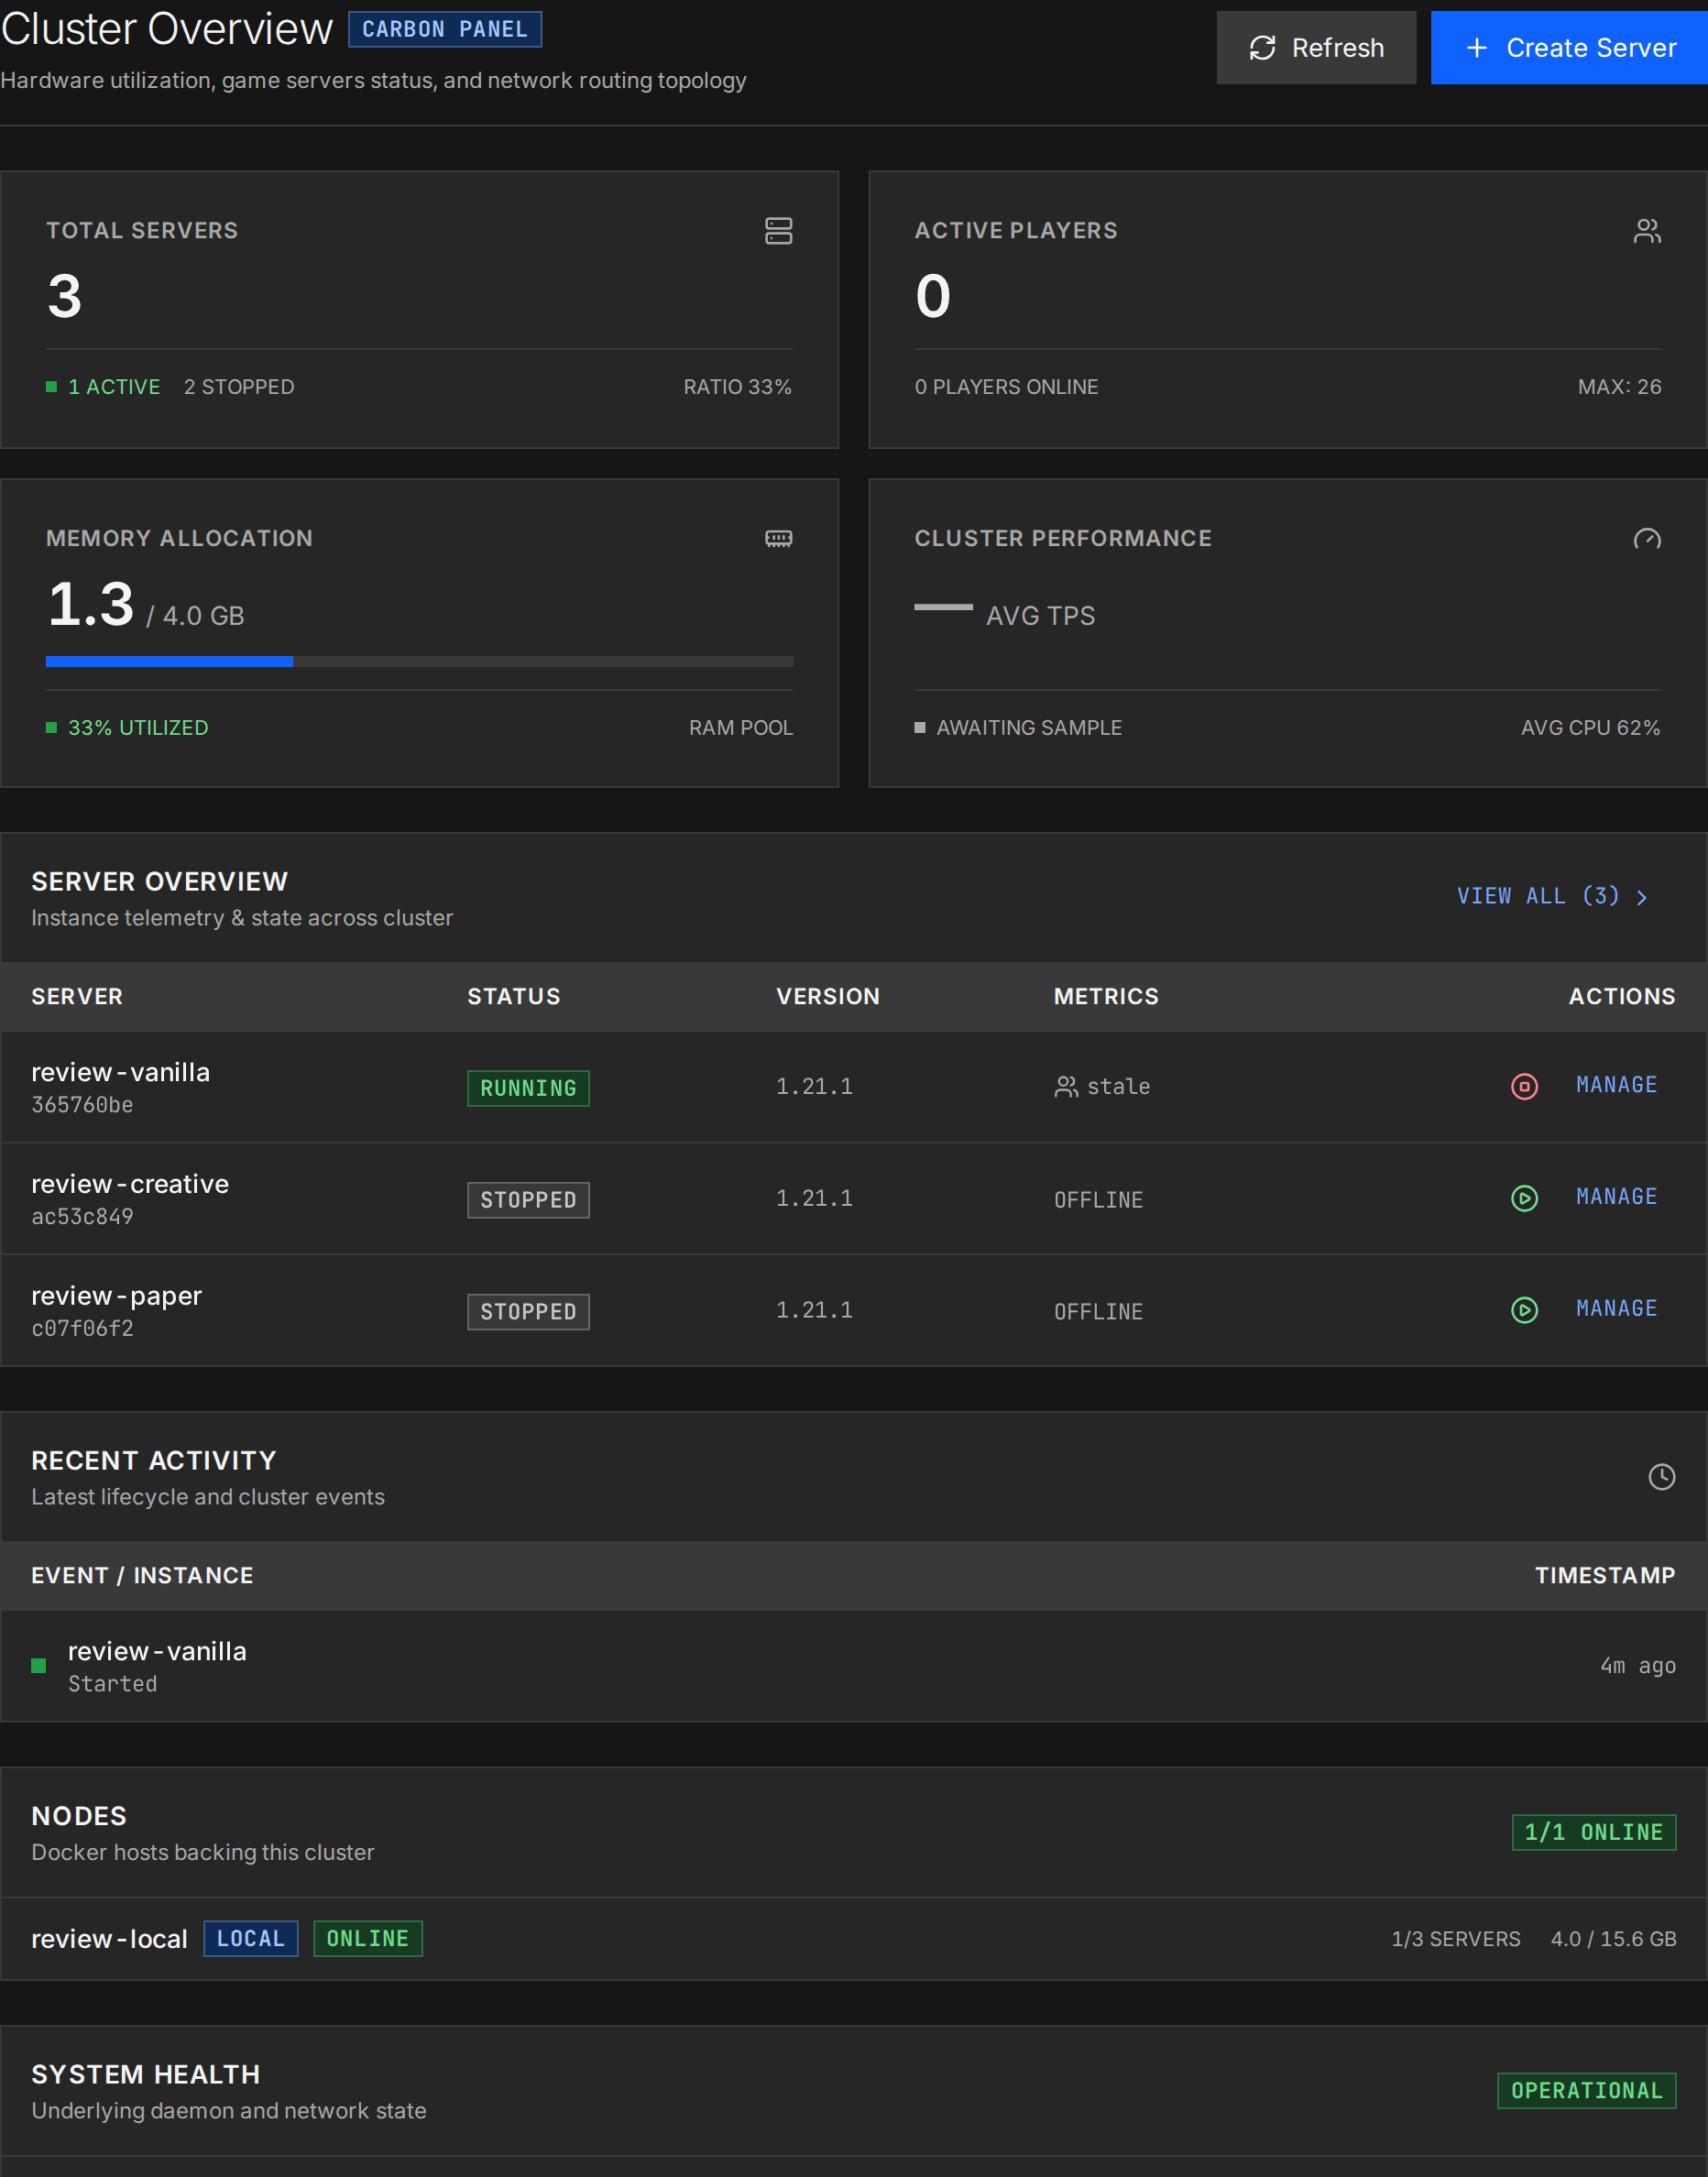 Cluster Overview CARBON PANEL
Hardware utilization, game servers status, and network routing topology
Refresh
Create Server
TOTAL SERVERS
3
1 ACTIVE 2 STOPPED RATIO 33%
ACTIVE PLAYERS
0
0 PLAYERS ONLINE MAX: 26
MEMORY ALLOCATION
1.3 / 4.0 GB
33% UTILIZED RAM POOL
CLUSTER PERFORMANCE
— AVG TPS
AWAITING SAMPLE AVG CPU 62%
SERVER OVERVIEW
Instance telemetry & state across cluster
VIEW ALL (3)
SERVER STATUS VERSION METRICS ACTIONS
review-vanilla
365760be
RUNNING 1.21.1 stale MANAGE
review-creative
ac53c849
STOPPED 1.21.1 OFFLINE MANAGE
review-paper
c07f06f2
STOPPED 1.21.1 OFFLINE MANAGE
RECENT ACTIVITY
Latest lifecycle and cluster events
EVENT / INSTANCE TIMESTAMP
review-vanilla
Started
4m ago
NODES
Docker hosts backing this cluster
1/1 ONLINE
review-local LOCAL ONLINE 1/3 SERVERS 4.0 / 15.6 GB
SYSTEM HEALTH
Underlying daemon and network state
OPERATIONAL